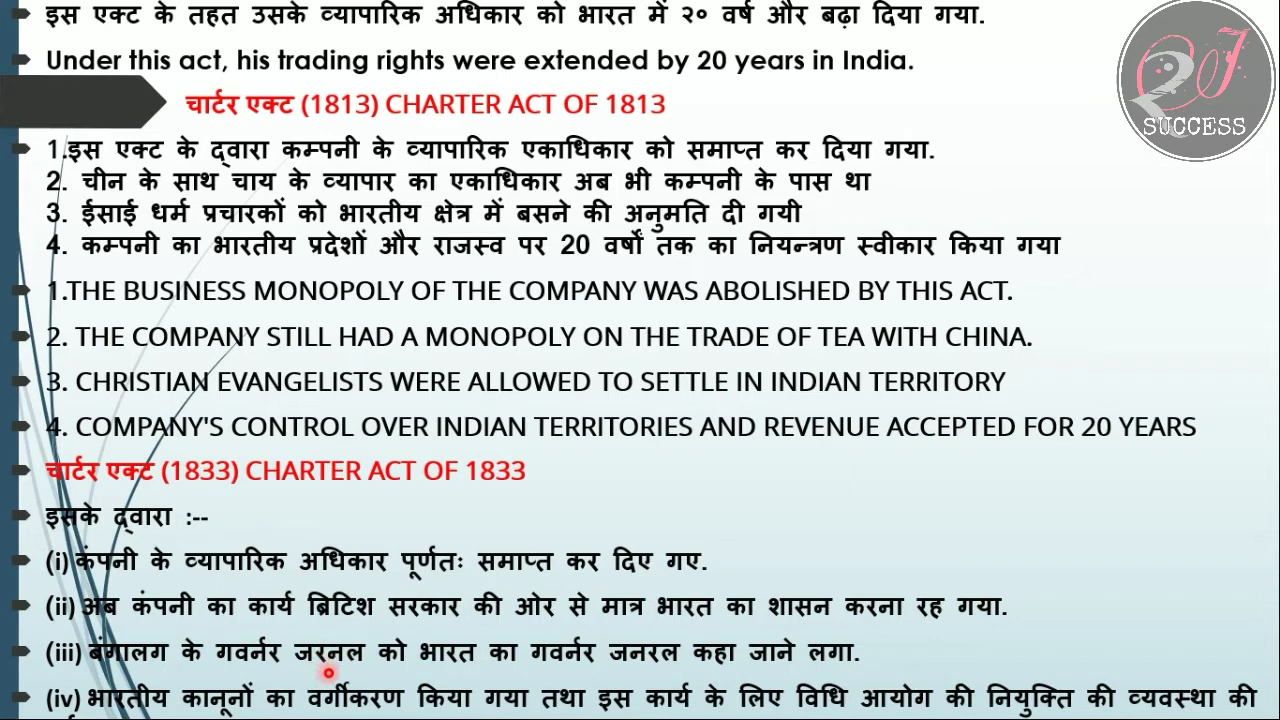 इस एक्ट के तहत उसके व्यापारिक अधिकार को भारत में २० वर्ष और बढ़ा दिया गया.
Under this act, his trading rights were extended by 20 years in India.
चार्टर एक्ट (1813) CHARTER ACT OF 1813
1.इस एक्ट के द्वारा कम्पनी के व्यापारिक एकाधिकार को समाप्त कर दिया गया.
2. चीन के साथ चाय के व्यापार का एकाधिकार अब भी कम्पनी के पास था
3. ईसाई धर्म प्रचारकों को भारतीय क्षेत्र में बसने की अनुमति दी गयी
4. कम्पनी का भारतीय प्रदेशों और राजस्व पर 20 वर्षों तक का नियन्त्रण स्वीकार किया गया
1.THE BUSINESS MONOPOLY OF THE COMPANY WAS ABOLISHED BY THIS ACT.
2. THE COMPANY STILL HAD A MONOPOLY ON THE TRADE OF TEA WITH CHINA.
3. CHRISTIAN EVANGELISTS WERE ALLOWED TO SETTLE IN INDIAN TERRITORY
4. COMPANY'S CONTROL OVER INDIAN TERRITORIES AND REVENUE ACCEPTED FOR 20 YEARS
चार्टर एक्ट (1833) CHARTER ACT OF 1833
इसके द्वारा :--
(i) कंपनी के व्यापारिक अधिकार पूर्णतः समाप्त कर दिए गए.
(ii) अब कंपनी का कार्य ब्रिटिश सरकार की ओर से मात्र भारत का शासन करना रह गया.
(iii) बंगालग के गवर्नर जरनल को भारत का गवर्नर जनरल कहा जाने लगा.
(iv) भारतीय कानूनों का वर्गीकरण किया गया तथा इस कार्य के लिए विधि आयोग की नियुक्ति की व्यवस्था की
2J
SUCCESS